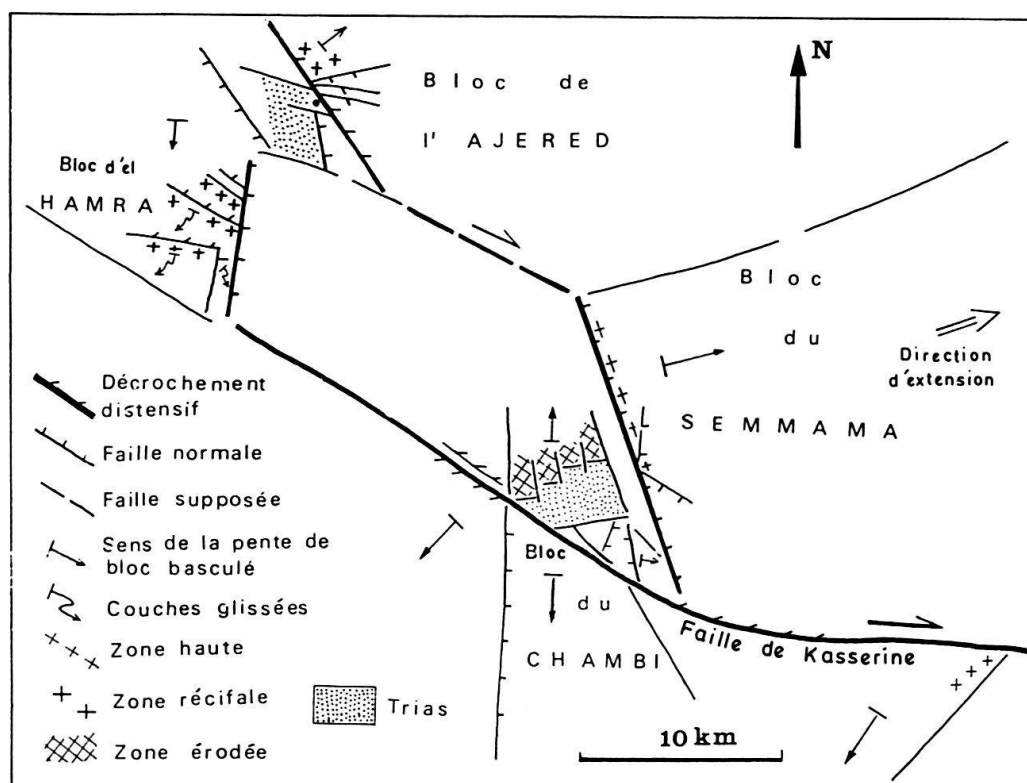 N
Bloc de
l' AJERED
Bloc d'el
HAMRA
Bloc
du
SEMMAMA
Direction
d'extension
Décrochement
distensif
Faille normale
Faille supposée
Sens de la pente de
bloc basculé
Couches glissées
Zone haute
Zone récifale
Zone érodée
Trias
Bloc
du
CHAMBI
Faille de Kasserine
10 km